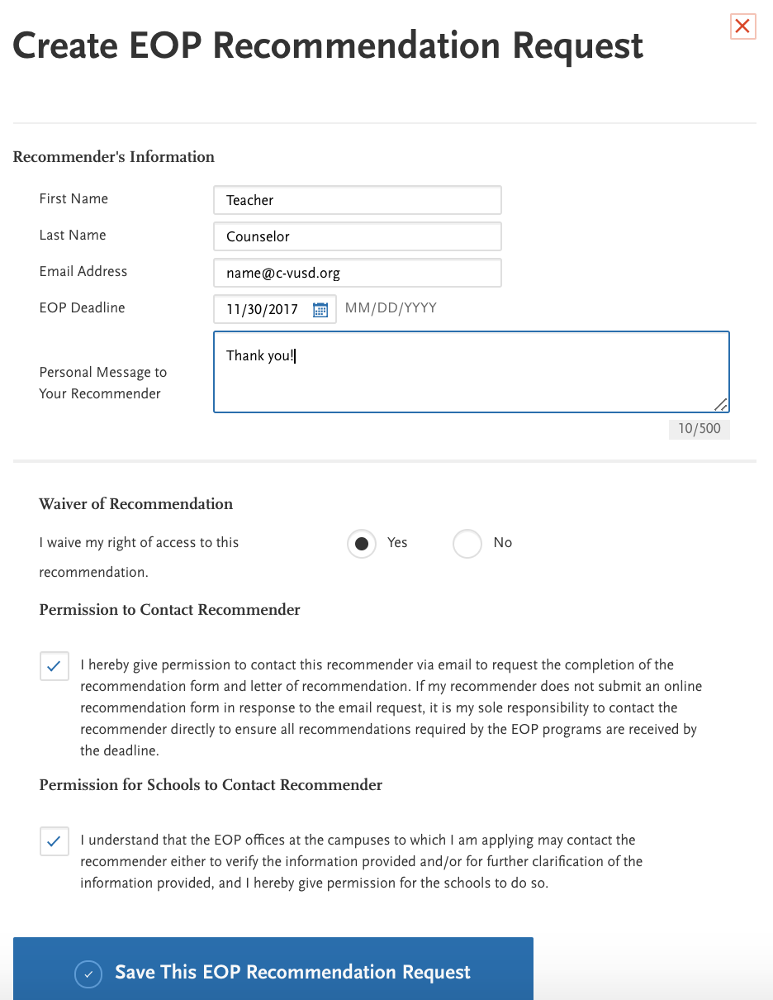 Create EOP Recommendation Request
Recommender's Information
First Name
Teacher
Last Name
Counselor
Email Address
name@c-vusd.org
EOP Deadline
11/30/2017
MM/DD/YYYY
Personal Message to
Your Recommender
Thank you!
10/500
Waiver of Recommendation
I waive my right of access to this
recommendation.
Yes
No
Permission to Contact Recommender
I hereby give permission to contact this recommender via email to request the completion of the
recommendation form and letter of recommendation. If my recommender does not submit an online
recommendation form in response to the email request, it is my sole responsibility to contact the
recommender directly to ensure all recommendations required by the EOP programs are received by
the deadline.
Permission for Schools to Contact Recommender
I understand that the EOP offices at the campuses to which I am applying may contact the
recommender either to verify the information provided and/or for further clarification of the
information provided, and I hereby give permission for the schools to do so.
Save This EOP Recommendation Request